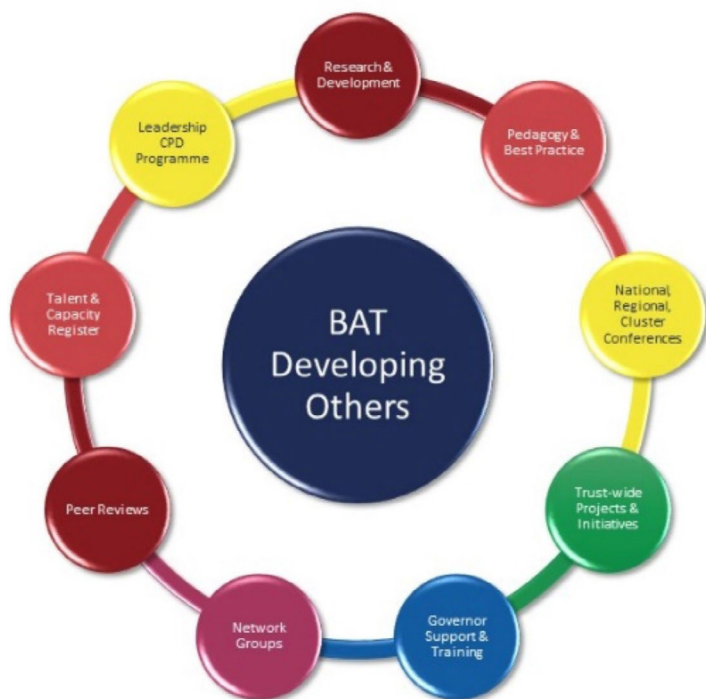 BAT
Developing
Others
Research &
Development
Pedagogy &
Best Practice
National,
Regional,
Cluster
Conferences
Trust-wide
Projects &
Initiatives
Governor
Support &
Training
Network
Groups
Peer Reviews
Talent &
Capacity
Register
Leadership
CPD
Programme